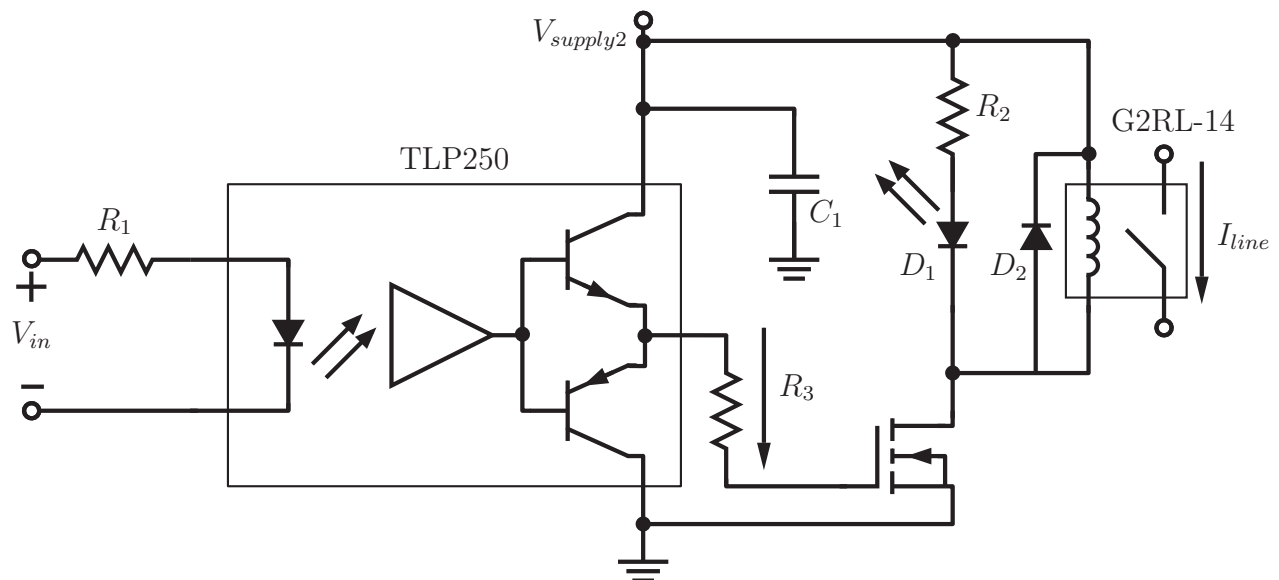 V_supply2
TLP250
G2RL-14
R_2
R_1
C_1
I_line
D_1
D_2
+
V_in
R_3
−